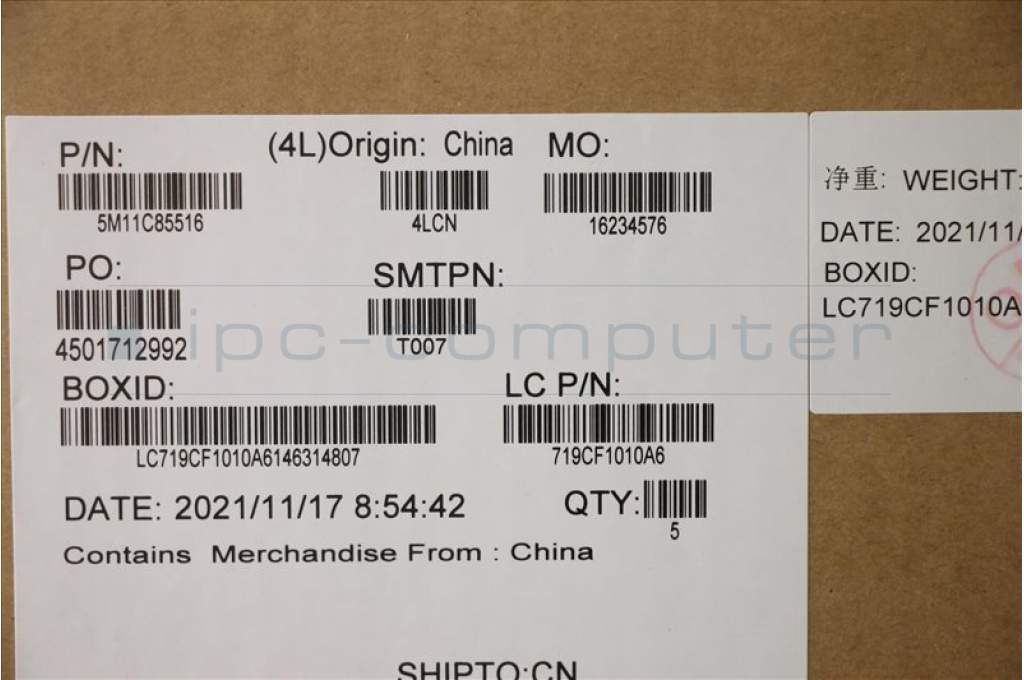 P/N: (4L)Origin: China MO:
5M11C85516 4LCN 16234576
PO: SMTPN:
4501712992 T007
BOXID: LC P/N:
LC719CF1010A6146314807 719CF1010A6
DATE: 2021/11/17 8:54:42 QTY:
5
Contains Merchandise From : China
SHIPTO:CN
净重: WEIGHT:
DATE: 2021/11/
BOXID:
LC719CF1010A
ipc-computer